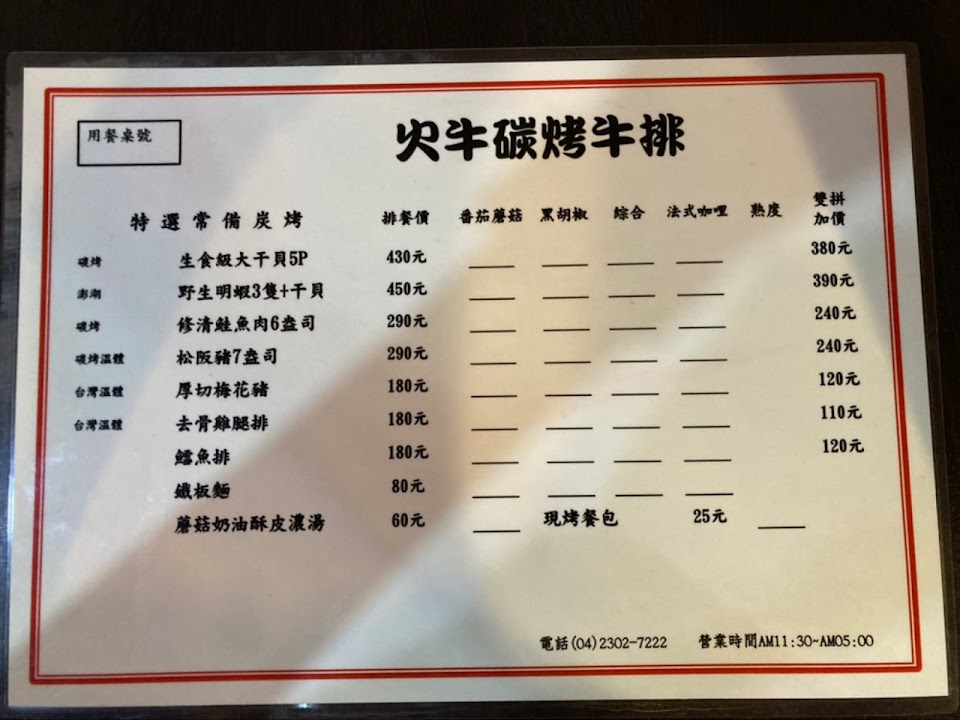 用餐桌號
火牛碳烤牛排
特選常備炭烤 排餐價 番茄蘑菇 黑胡椒 綜合 法式咖哩 熟度 雙拼加價
碳烤 生食級大干貝5P 430元 380元
澎湖 野生明蝦3隻+干貝 450元 390元
碳烤 修清鮭魚肉6盎司 290元 240元
碳烤溫體 松阪豬7盎司 290元 240元
台灣溫體 厚切梅花豬 180元 120元
台灣溫體 去骨雞腿排 180元 110元
鱈魚排 180元 120元
鐵板麵 80元
蘑菇奶油酥皮濃湯 60元 現烤餐包 25元
電話(04)2302-7222 營業時間AM11:30~AM05:00